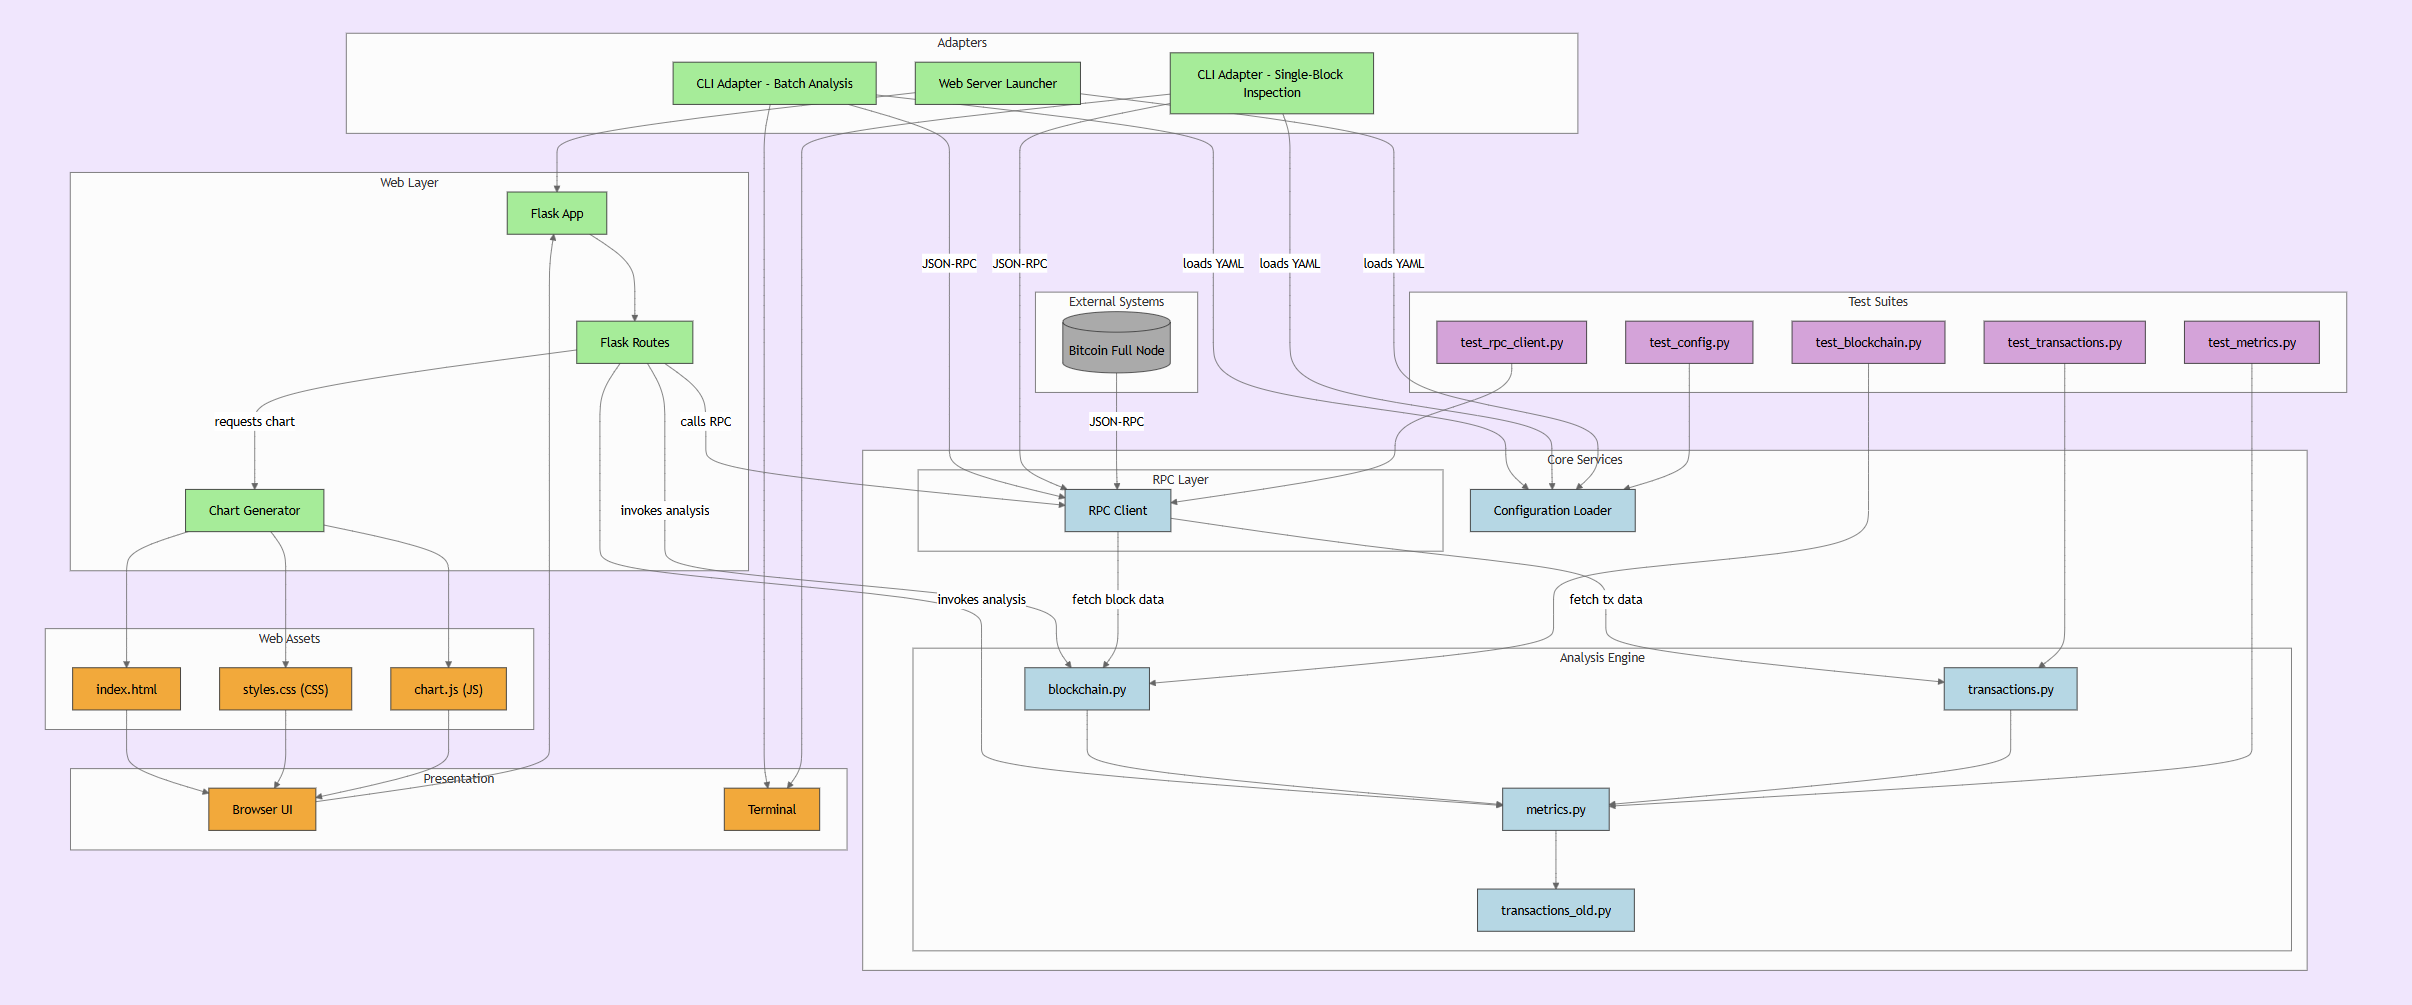 Adapters
CLI Adapter - Batch Analysis
Web Server Launcher
CLI Adapter - Single-Block
Inspection
Web Layer
Flask App
JSON-RPC
JSON-RPC
loads YAML
loads YAML
loads YAML
External Systems
Bitcoin Full Node
Test Suites
test_rpc_client.py
test_config.py
test_blockchain.py
test_transactions.py
test_metrics.py
Flask Routes
requests chart
calls RPC
JSON-RPC
Core Services
RPC Layer
Chart Generator
invokes analysis
RPC Client
Configuration Loader
invokes analysis
fetch block data
fetch tx data
Web Assets
index.html
styles.css (CSS)
chart.js (JS)
Analysis Engine
blockchain.py
transactions.py
Presentation
Browser UI
Terminal
metrics.py
transactions_old.py